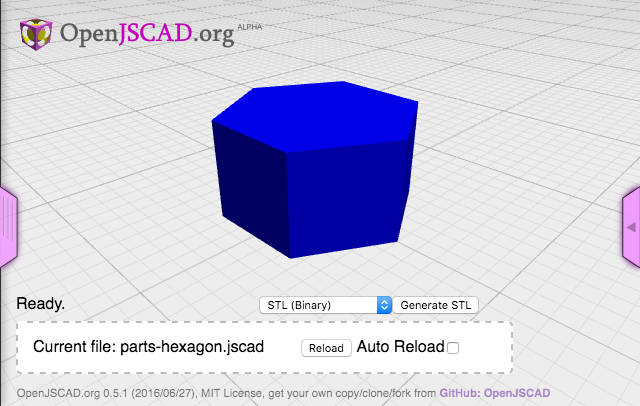 OpenJSCAD.org ALPHA
Ready. STL (Binary) Generate STL
Current file: parts-hexagon.jscad Reload Auto Reload
OpenJSCAD.org 0.5.1 (2016/06/27), MIT License, get your own copy/clone/fork from GitHub: OpenJSCAD